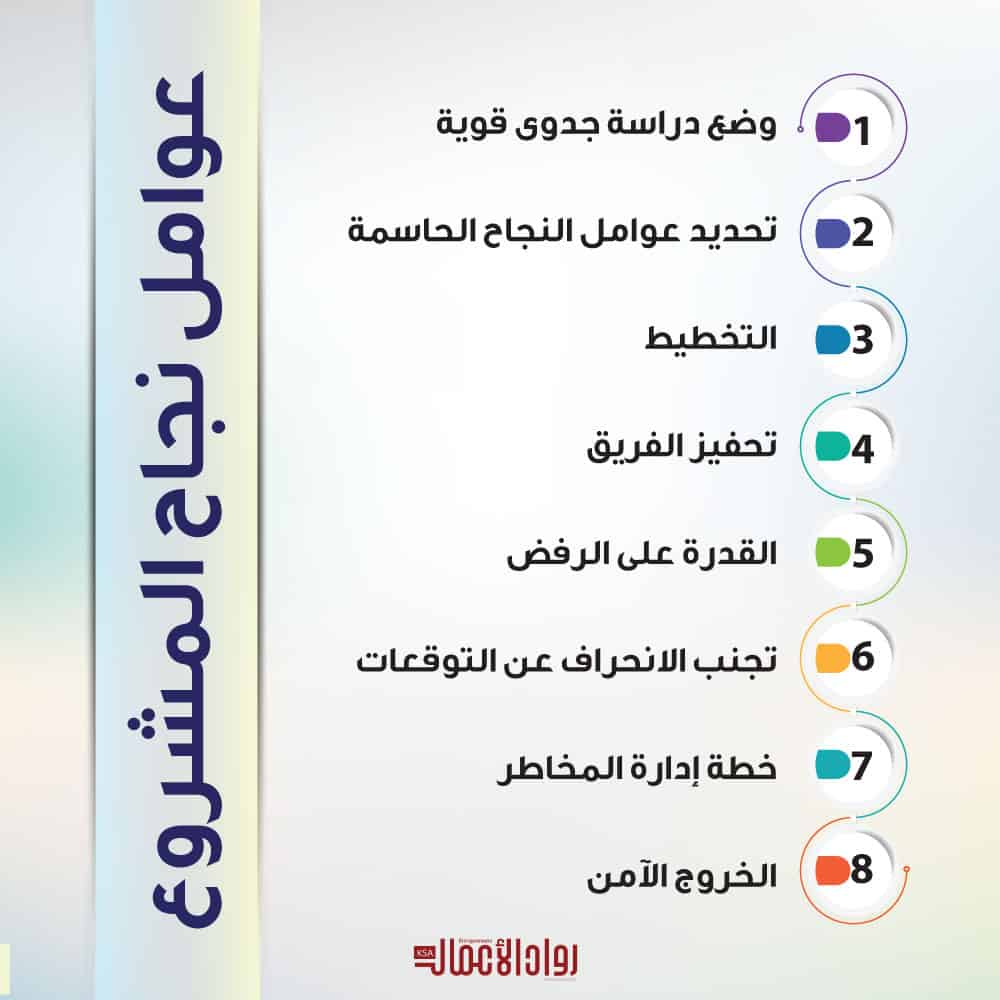 عوامل نجاح المشروع
1 وضع دراسة جدوى قوية
2 تحديد عوامل النجاح الحاسمة
3 التخطيط
4 تحفيز الفريق
5 القدرة على الرفض
6 تجنب الانحراف عن التوقعات
7 خطة إدارة المخاطر
8 الخروج الآمن
رواد الأعمال
KSA